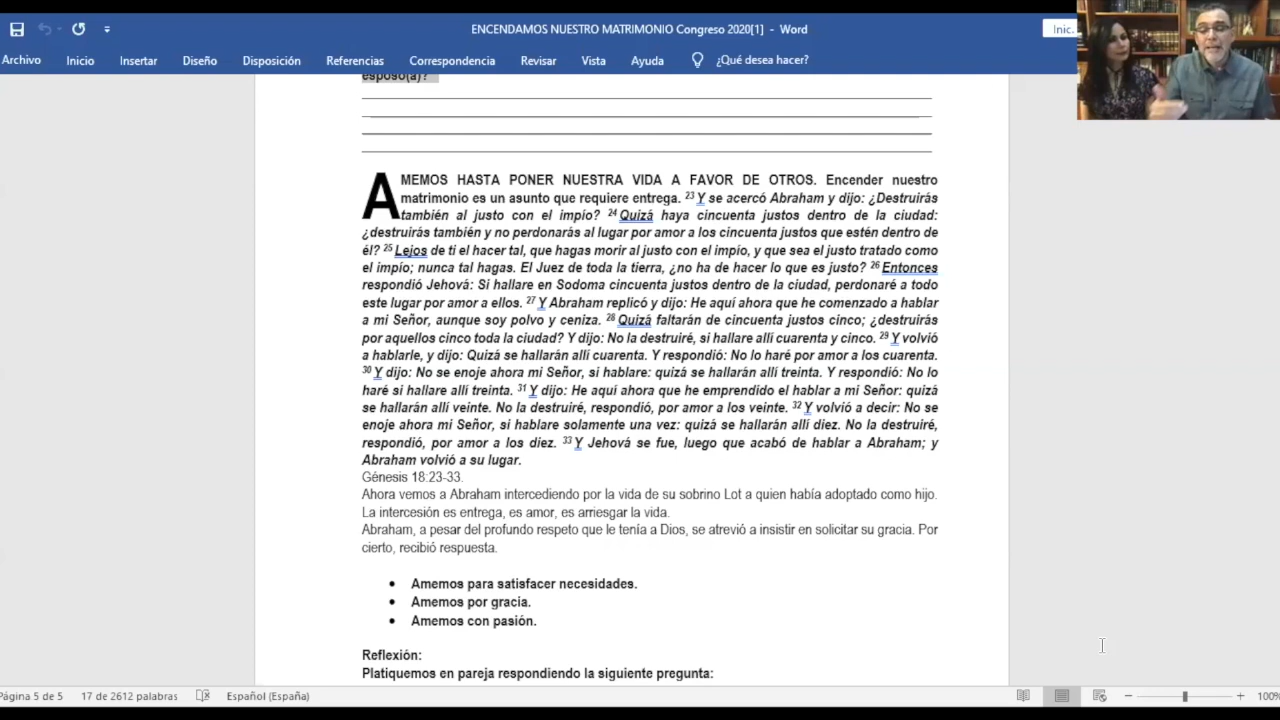 ENCENDAMOS NUESTRO MATRIMONIO Congreso 2020[1] - Word
Inic.
Archivo Inicio Insertar Diseño Disposición Referencias Correspondencia Revisar Vista Ayuda ¿Qué desea hacer?
esposo(a)?
AMEMOS HASTA PONER NUESTRA VIDA A FAVOR DE OTROS. Encender nuestro
matrimonio es un asunto que requiere entrega. 23 Y se acercó Abraham y dijo: ¿Destruirás
también al justo con el impío? 24 Quizá haya cincuenta justos dentro de la ciudad:
¿destruirás también y no perdonarás al lugar por amor a los cincuenta justos que estén dentro de
él? 25 Lejos de ti el hacer tal, que hagas morir al justo con el impío, y que sea el justo tratado como
el impío; nunca tal hagas. El Juez de toda la tierra, ¿no ha de hacer lo que es justo? 26 Entonces
respondió Jehová: Si hallare en Sodoma cincuenta justos dentro de la ciudad, perdonaré a todo
este lugar por amor a ellos. 27 Y Abraham replicó y dijo: He aquí ahora que he comenzado a hablar
a mi Señor, aunque soy polvo y ceniza. 28 Quizá faltarán de cincuenta justos cinco; ¿destruirás
por aquellos cinco toda la ciudad? Y dijo: No la destruiré, si hallare allí cuarenta y cinco. 29 Y volvió
a hablarle, y dijo: Quizá se hallarán allí cuarenta. Y respondió: No lo haré por amor a los cuarenta.
30 Y dijo: No se enoje ahora mi Señor, si hablare: quizá se hallarán allí treinta. Y respondió: No lo
haré si hallare allí treinta. 31 Y dijo: He aquí ahora que he emprendido el hablar a mi Señor: quizá
se hallarán allí veinte. No la destruiré, respondió, por amor a los veinte. 32 Y volvió a decir: No se
enoje ahora mi Señor, si hablare solamente una vez: quizá se hallarán allí diez. No la destruiré,
respondió, por amor a los diez. 33 Y Jehová se fue, luego que acabó de hablar a Abraham; y
Abraham volvió a su lugar.
Génesis 18:23-33.
Ahora vemos a Abraham intercediendo por la vida de su sobrino Lot a quien había adoptado como hijo.
La intercesión es entrega, es amor, es arriesgar la vida.
Abraham, a pesar del profundo respeto que le tenía a Dios, se atrevió a insistir en solicitar su gracia. Por
cierto, recibió respuesta.
• Amemos para satisfacer necesidades.
• Amemos por gracia.
• Amemos con pasión.
Reflexión:
Platiquemos en pareja respondiendo la siguiente pregunta:
Página 5 de 5 17 de 2612 palabras Español (España) 100%